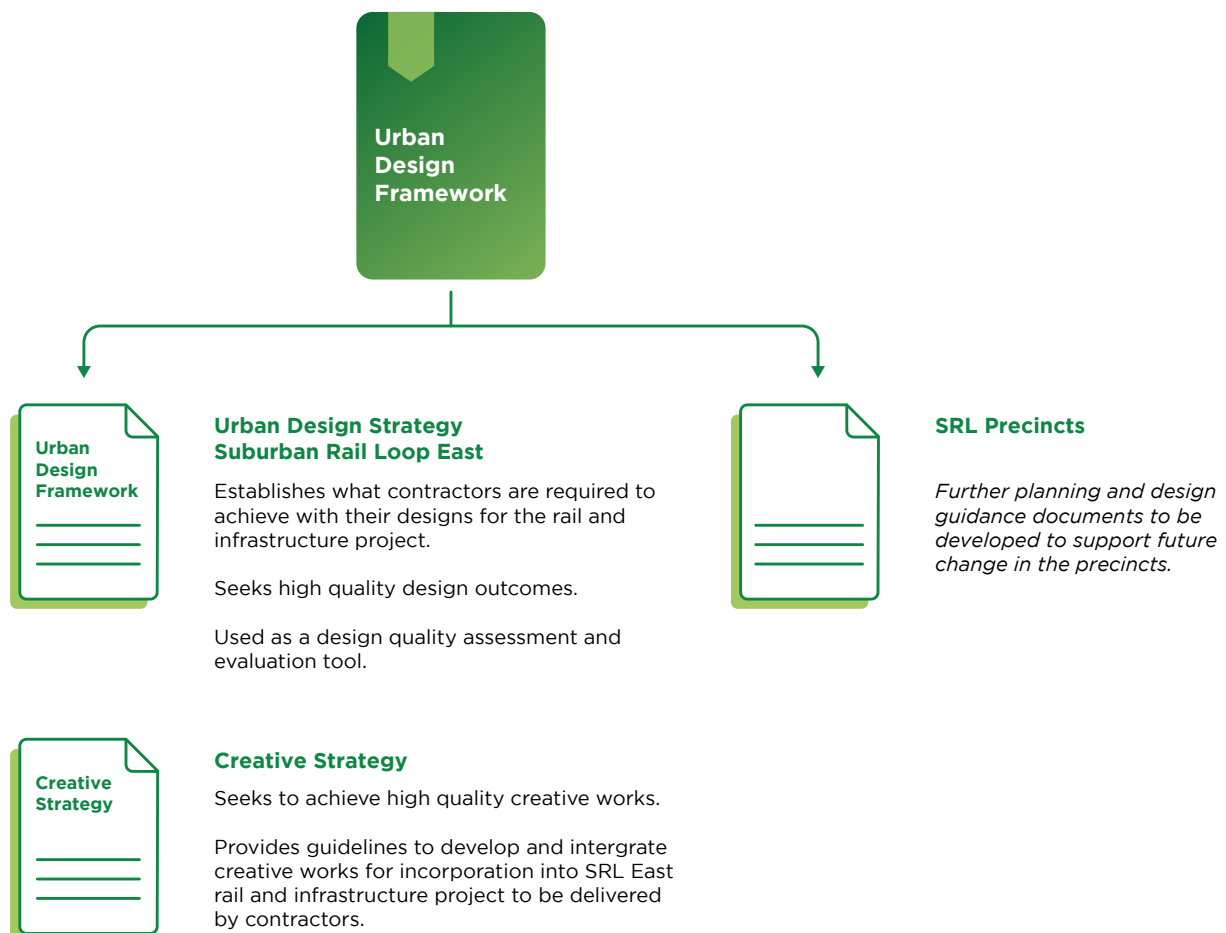 Urban
Design
Framework
Urban
Design
Framework
Urban Design Strategy
Suburban Rail Loop East
Establishes what contractors are required to
achieve with their designs for the rail and
infrastructure project.
Seeks high quality design outcomes.
Used as a design quality assessment and
evaluation tool.
SRL Precincts
Further planning and design
guidance documents to be
developed to support future
change in the precincts.
Creative
Strategy
Creative Strategy
Seeks to achieve high quality creative works.
Provides guidelines to develop and intergrate
creative works for incorporation into SRL East
rail and infrastructure project to be delivered
by contractors.